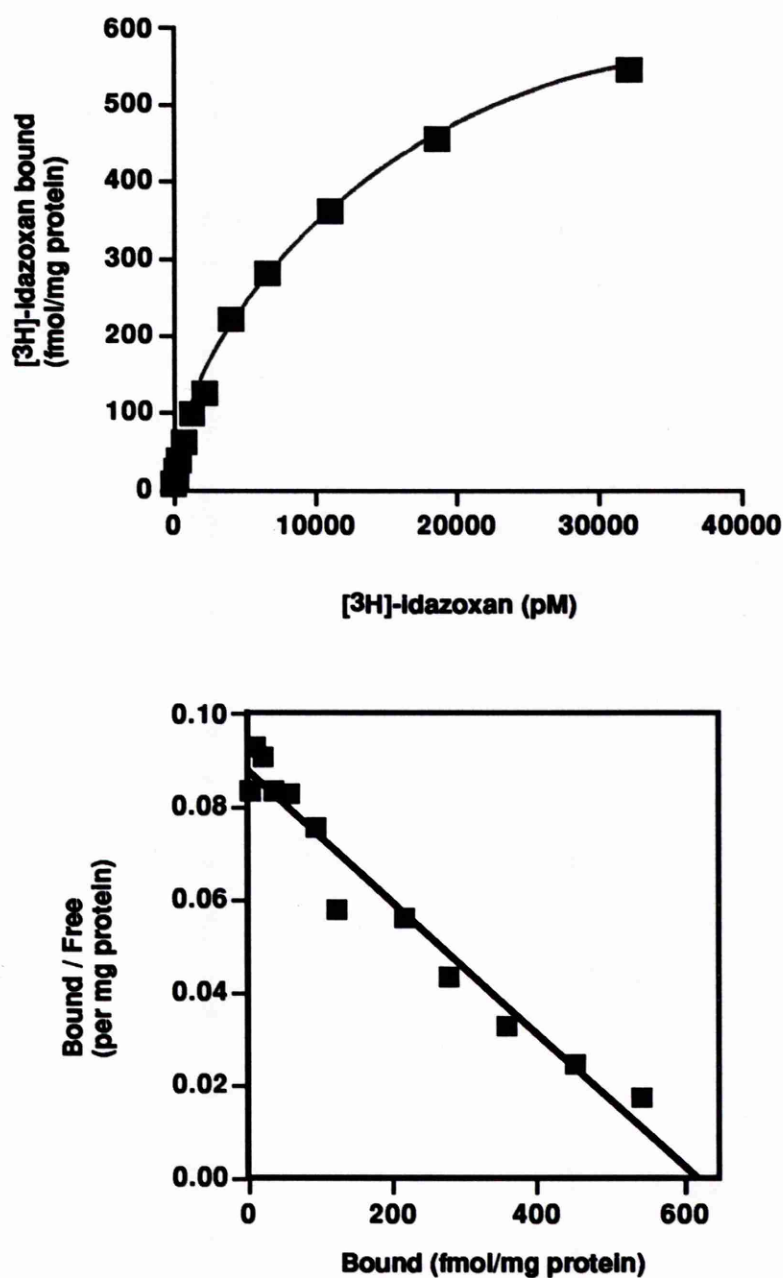 600
500
400
300
200
100
0
[3H]-idazoxan bound
(fmol/mg protein)
0 10000 20000 30000 40000
[3H]-idazoxan (pM)
0.10
0.08
0.06
0.04
0.02
0.00
Bound / Free
(per mg protein)
0 200 400 600
Bound (fmol/mg protein)